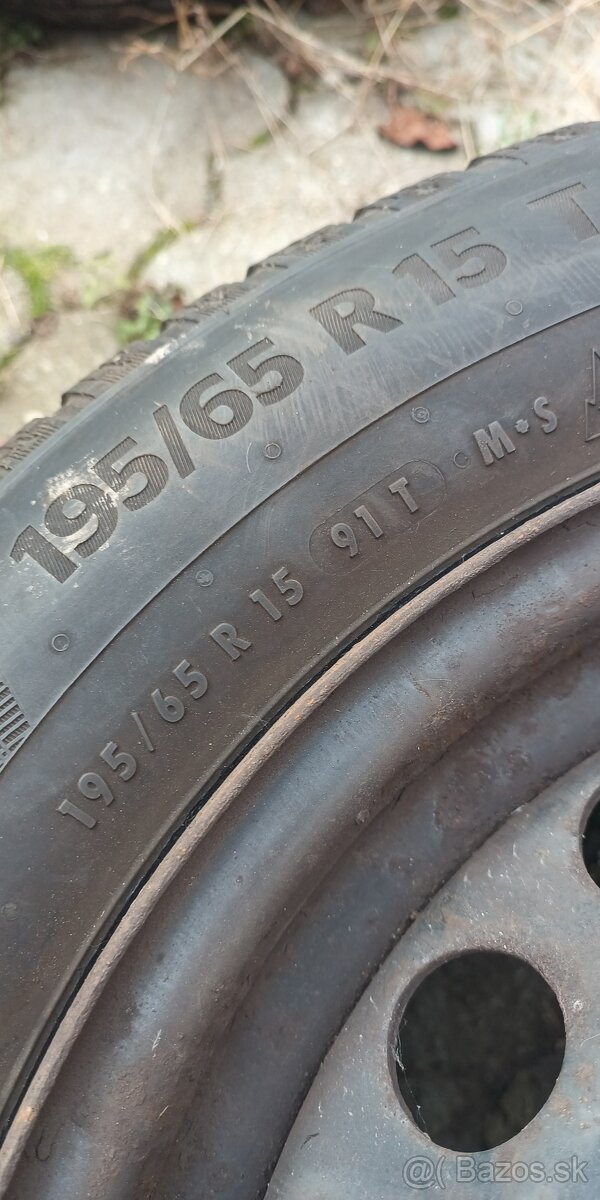 195/65 R 15 T
195/65 R 15 91 T M•S
@( Bazos.sk